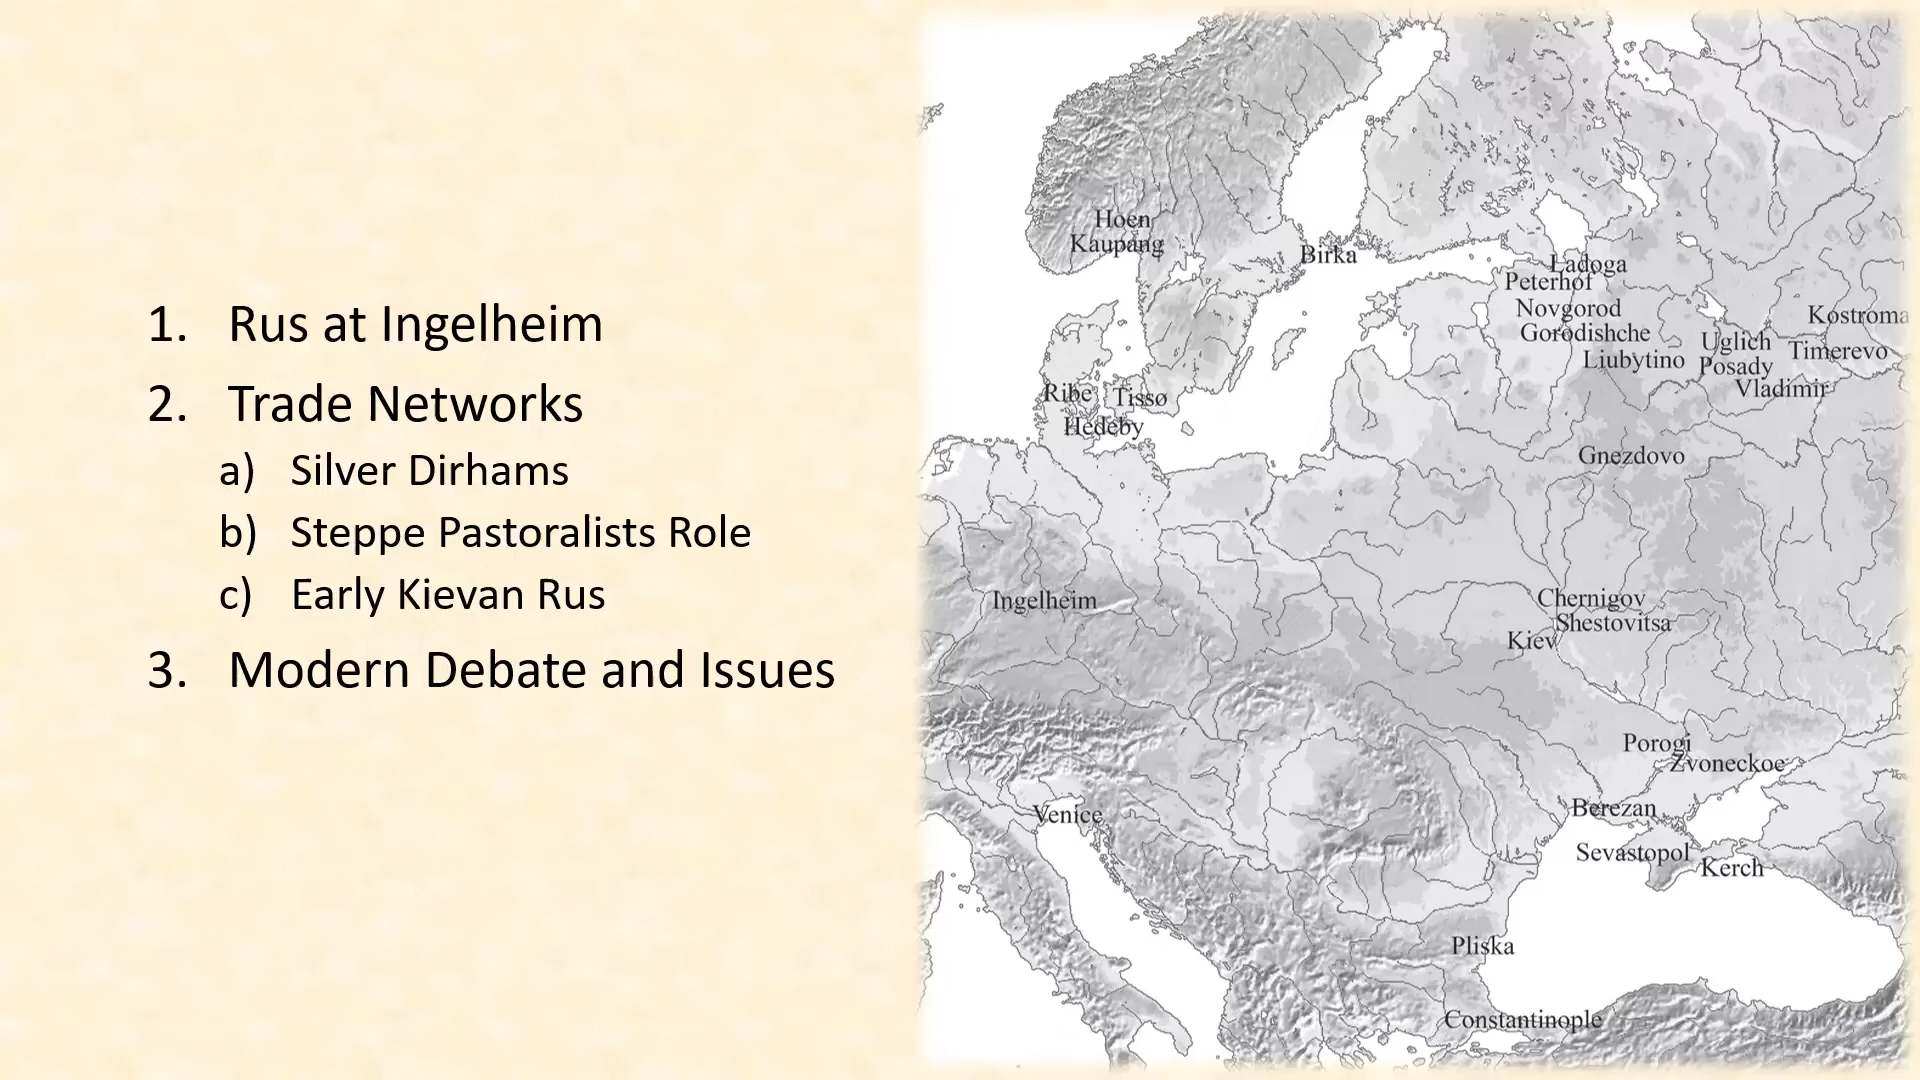 1. Rus at Ingelheim
2. Trade Networks
a) Silver Dirhams
b) Steppe Pastoralists Role
c) Early Kievan Rus
3. Modern Debate and Issues
Hoen
Kaupang
Birka
Ladoga
Peterhof
Novgorod
Gorodishche
Liubytino
Uglich
Posady
Kostroma
Timerevo
Vladimir
Ribe
Tissø
Hedeby
Gnezdovo
Ingelheim
Chernigov
Shestovitsa
Kiev
Porogi
Zvoneckoe
Venice
Berezan
Sevastopol
Kerch
Pliska
Constantinople